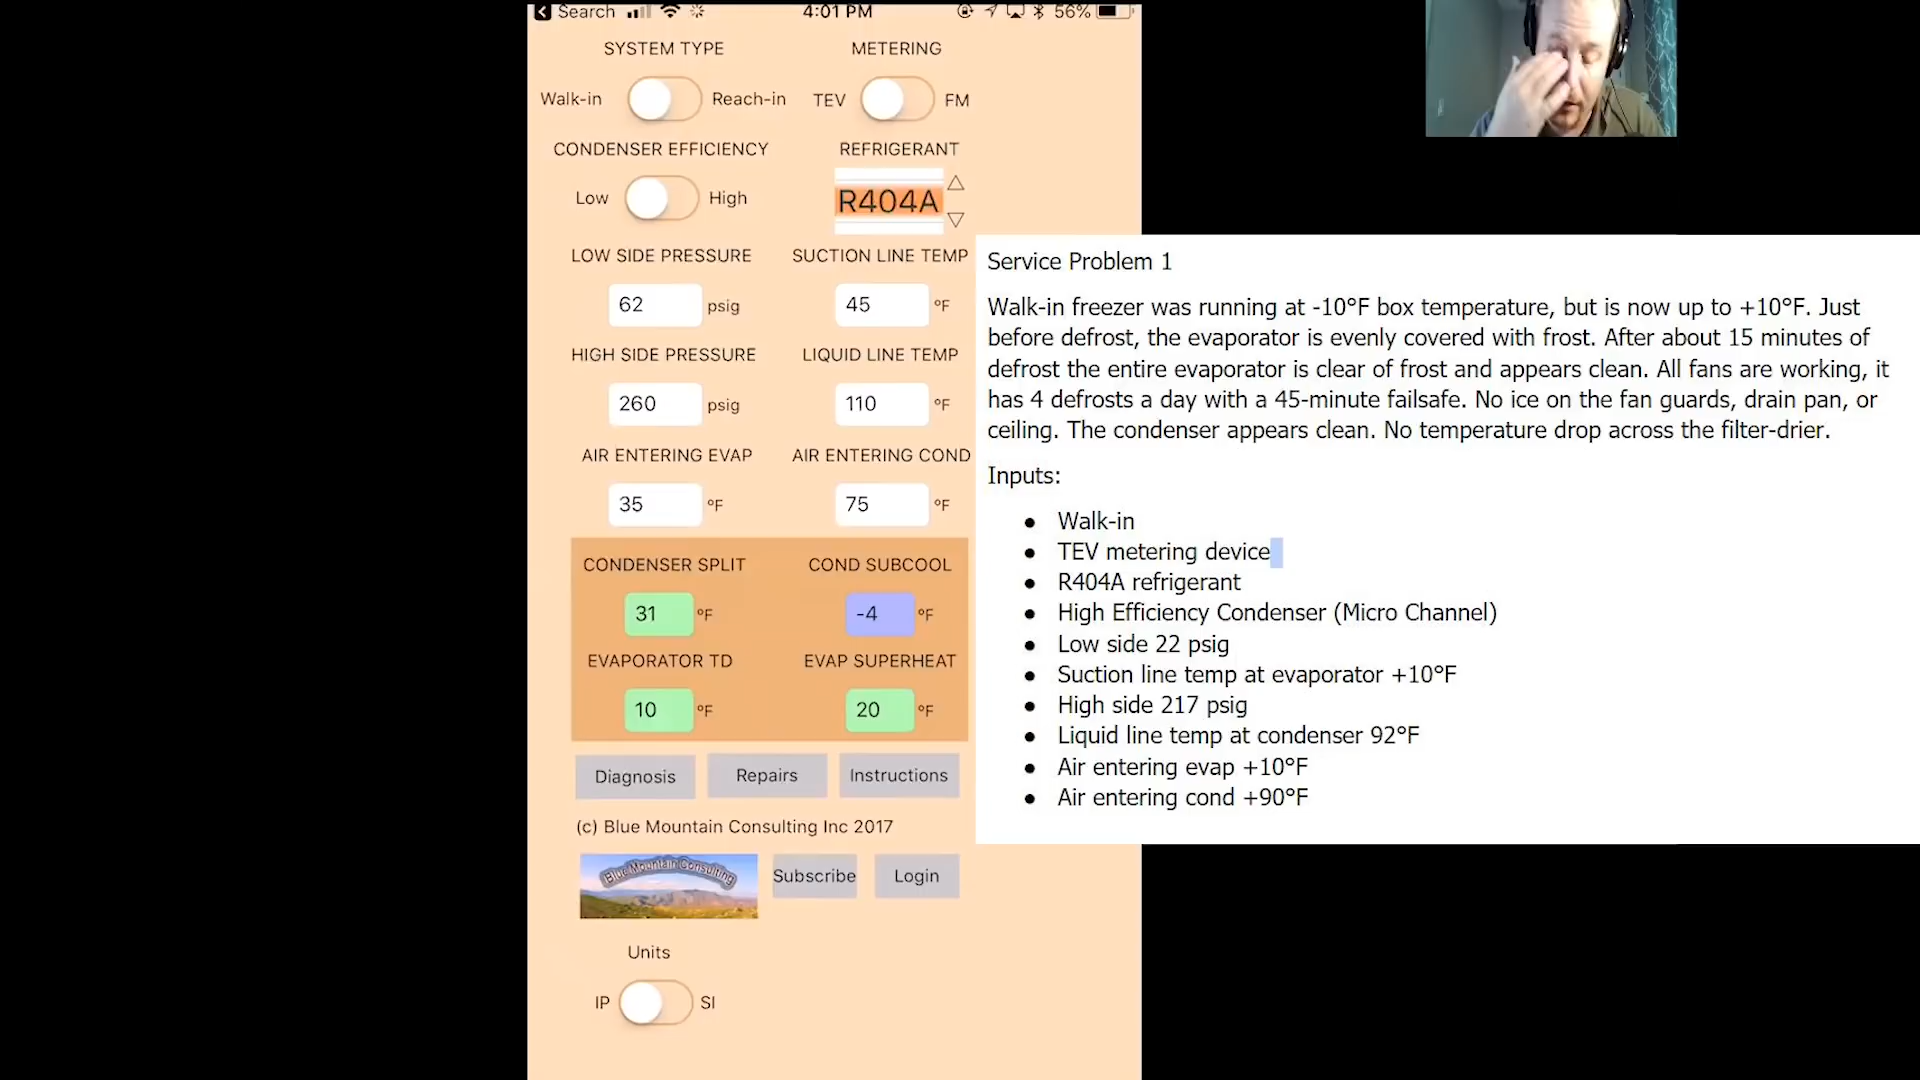 Search 4:01 PM 56%
SYSTEM TYPE METERING
Walk-in Reach-in TEV FM
CONDENSER EFFICIENCY REFRIGERANT
Low High R404A
LOW SIDE PRESSURE SUCTION LINE TEMP
62 psig 45 °F
HIGH SIDE PRESSURE LIQUID LINE TEMP
260 psig 110 °F
AIR ENTERING EVAP AIR ENTERING COND
35 °F 75 °F
CONDENSER SPLIT COND SUBCOOL
31 °F -4 °F
EVAPORATOR TD EVAP SUPERHEAT
10 °F 20 °F
Diagnosis Repairs Instructions
(c) Blue Mountain Consulting Inc 2017
Blue Mountain Consulting Subscribe Login
Units
IP SI
Service Problem 1
Walk-in freezer was running at -10°F box temperature, but is now up to +10°F. Just
before defrost, the evaporator is evenly covered with frost. After about 15 minutes of
defrost the entire evaporator is clear of frost and appears clean. All fans are working, it
has 4 defrosts a day with a 45-minute failsafe. No ice on the fan guards, drain pan, or
ceiling. The condenser appears clean. No temperature drop across the filter-drier.
Inputs:
● Walk-in
● TEV metering device
● R404A refrigerant
● High Efficiency Condenser (Micro Channel)
● Low side 22 psig
● Suction line temp at evaporator +10°F
● High side 217 psig
● Liquid line temp at condenser 92°F
● Air entering evap +10°F
● Air entering cond +90°F